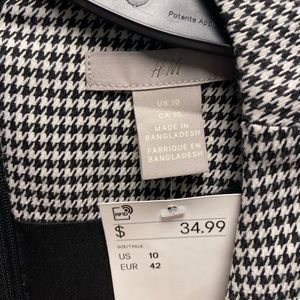 Patents Appl
H&M
US 10
CA 10
MADE IN
BANGLADESH
FABRIQUÉ EN
BANGLADESH
RFID
$ 34.99
SIZE/TAILLE
US 10
EUR 42